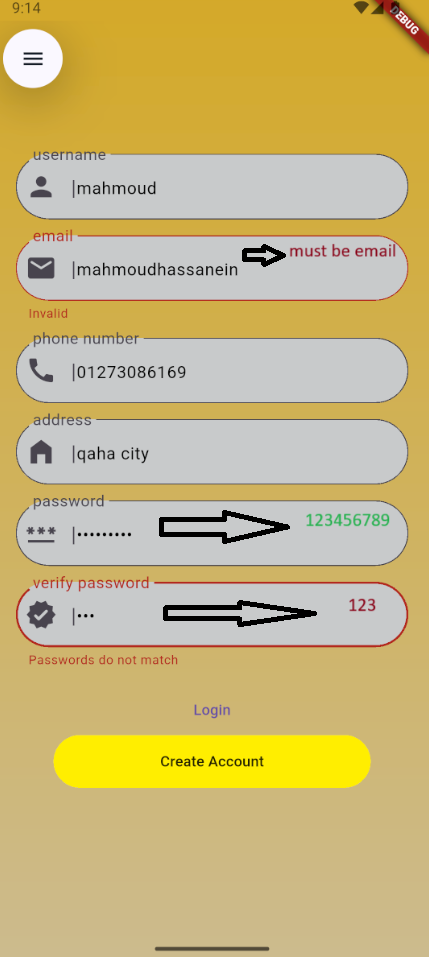 9:14
DEBUG
username
mahmoud
email
must be email
mahmoudhassanein
Invalid
phone number
01273086169
address
qaha city
password
123456789
***
•••••••••
verify password
123
•••
Passwords do not match
Login
Create Account